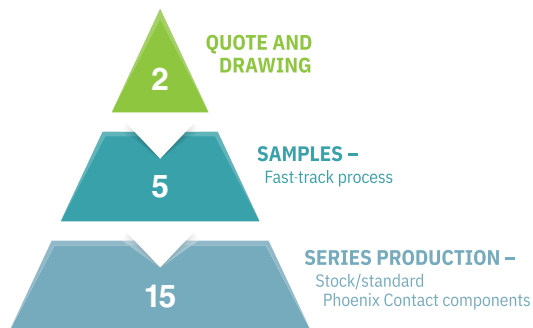 QUOTE AND
DRAWING
2
SAMPLES –
Fast-track process
5
SERIES PRODUCTION –
Stock/standard
Phoenix Contact components
15